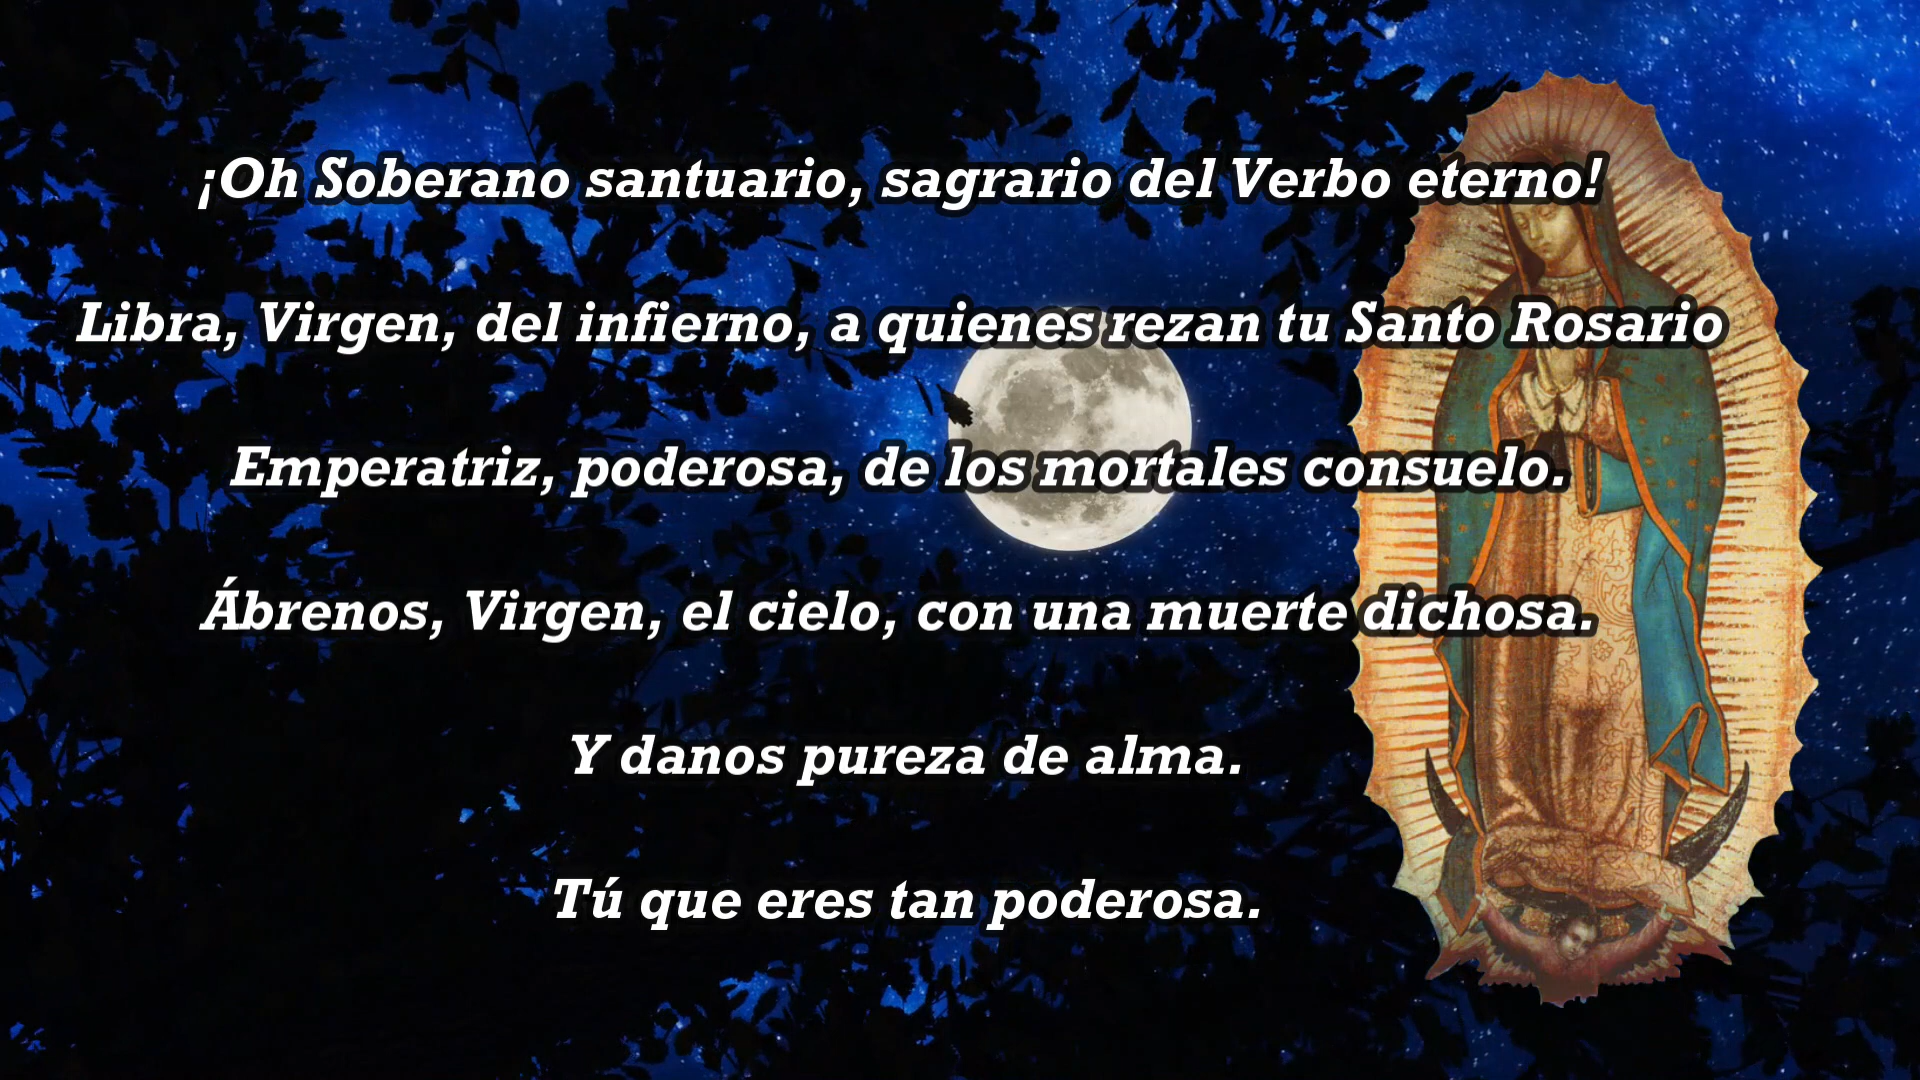 ¡Oh Soberano santuario, sagrario del Verbo eterno!
Libra, Virgen, del infierno, a quienes rezan tu Santo Rosario
Emperatriz, poderosa, de los mortales consuelo.
Ábrenos, Virgen, el cielo, con una muerte dichosa.
Y danos pureza de alma.
Tú que eres tan poderosa.